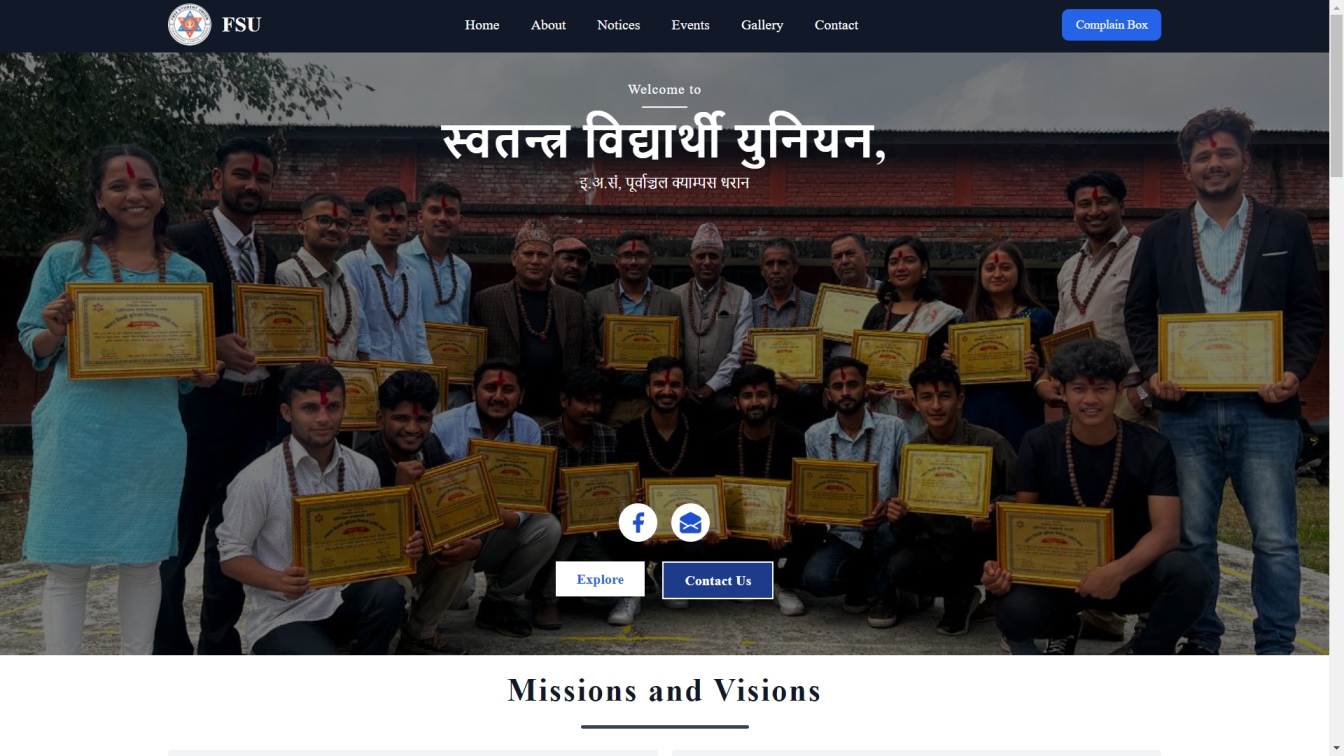 FSU
Home About Notices Events Gallery Contact
Complain Box
Welcome to
स्वतन्त्र विद्यार्थी युनियन,
इ.अ.सं, पूर्वाञ्चल क्याम्पस धरान
Explore
Contact Us
Missions and Visions